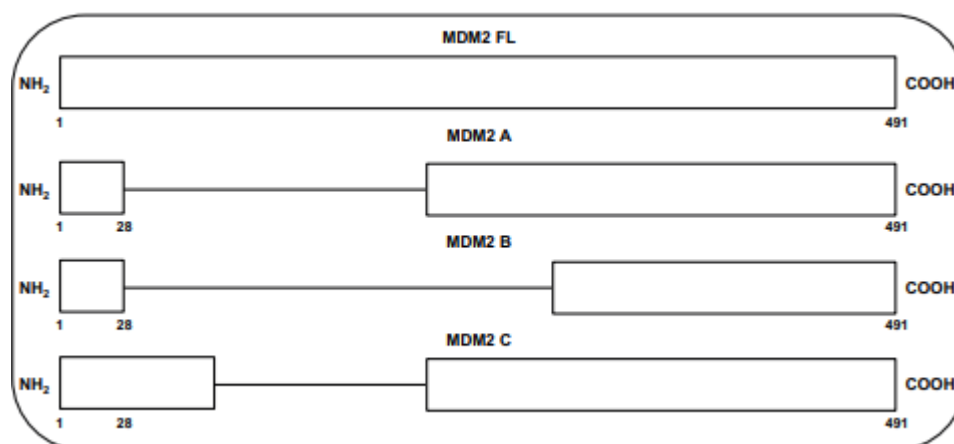 MDM2 FL
NH2 COOH
1 491
MDM2 A
NH2 COOH
1 28 491
MDM2 B
NH2 COOH
1 28 491
MDM2 C
NH2 COOH
1 28 491